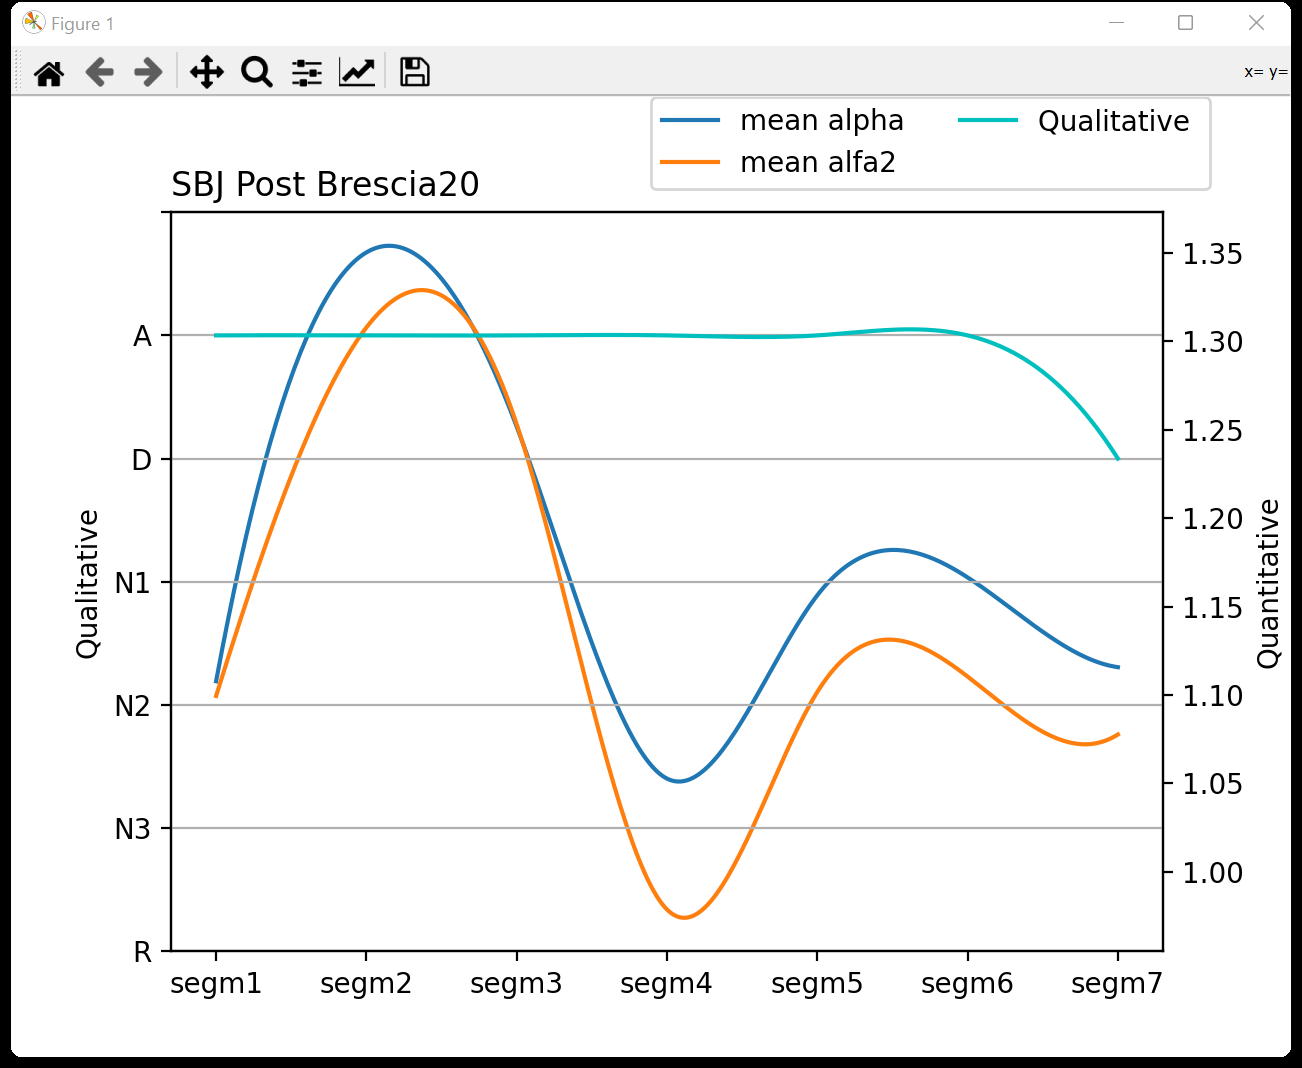 Figure 1
x= y=
mean alpha
mean alfa2
Qualitative
SBJ Post Brescia20
A
D
N1
N2
N3
R
Qualitative
1.35
1.30
1.25
1.20
1.15
1.10
1.05
1.00
Quantitative
segm1 segm2 segm3 segm4 segm5 segm6 segm7